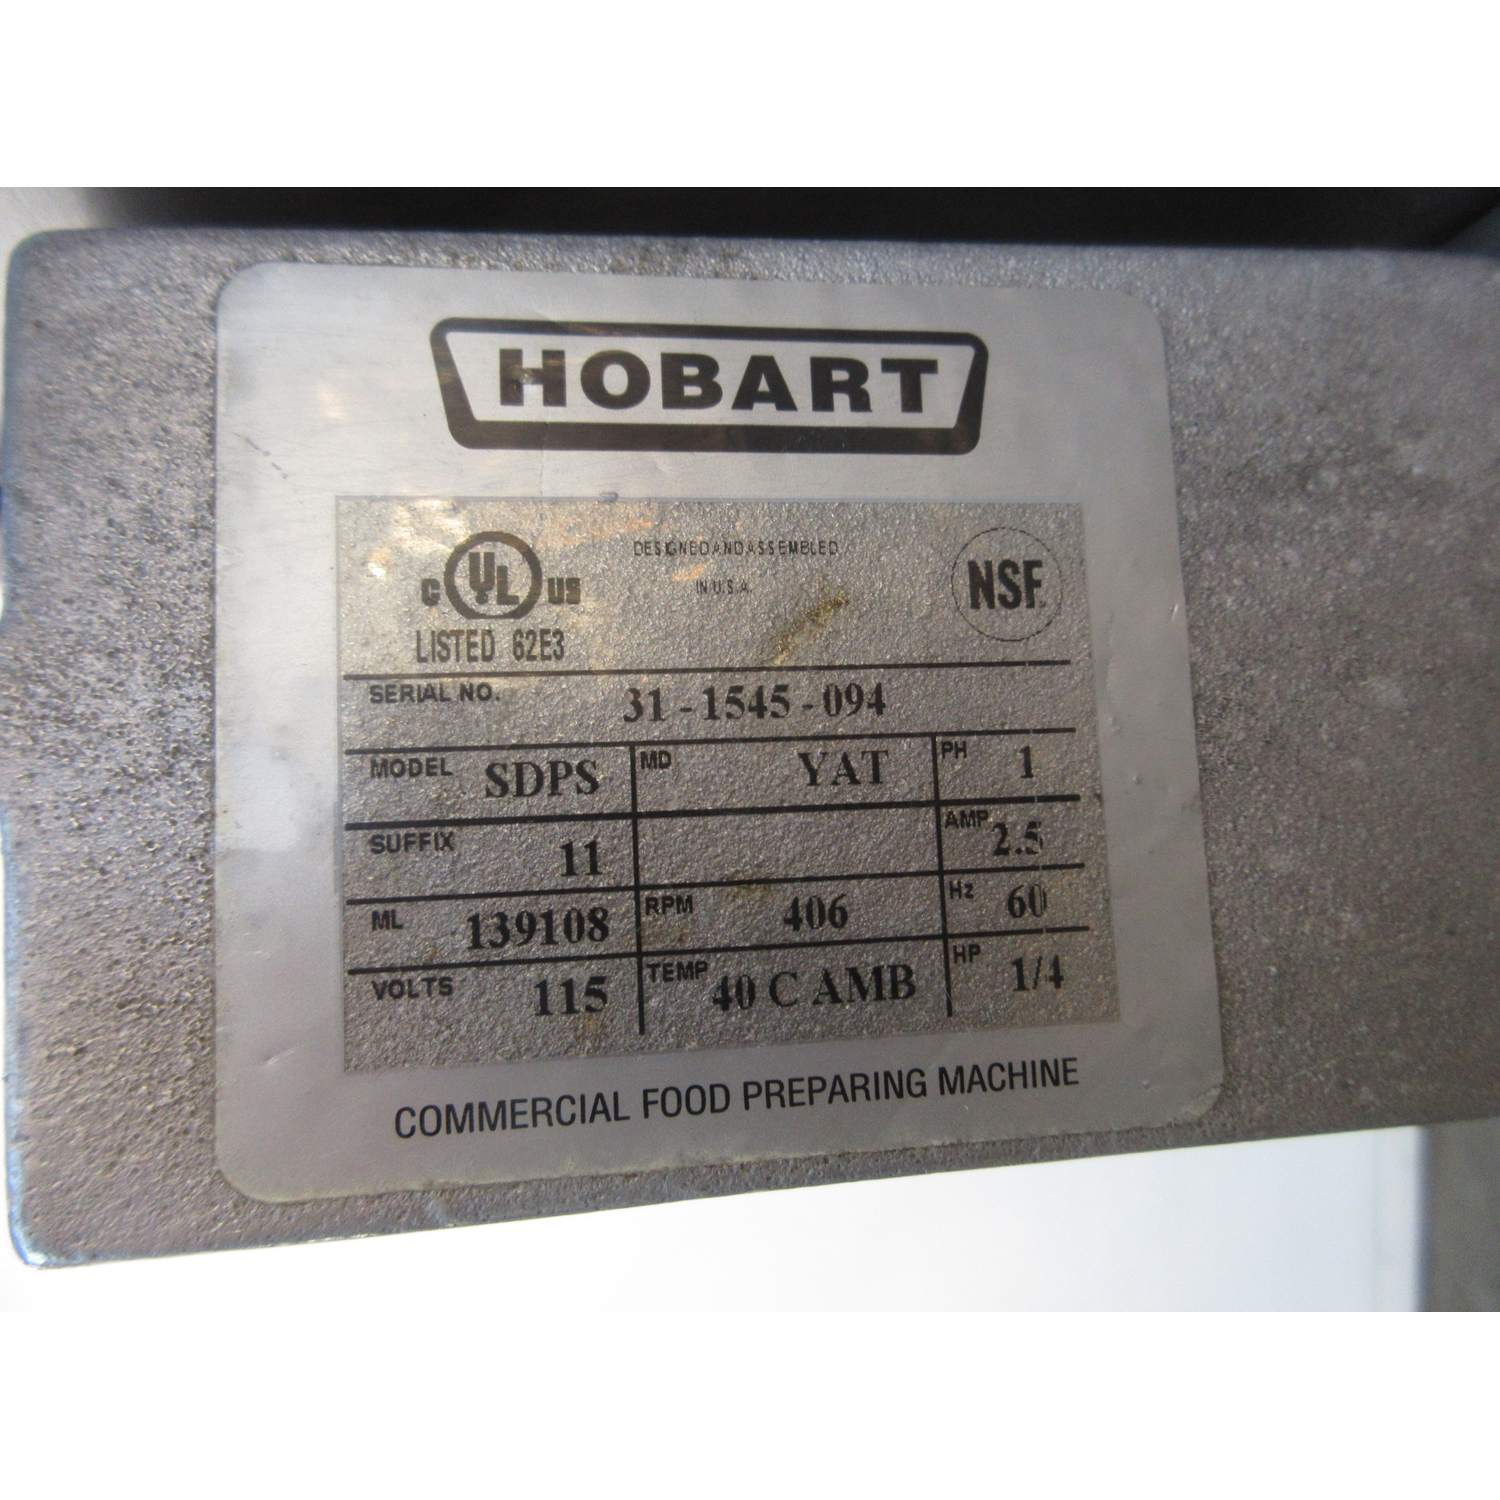 HOBART
C UL US
DESIGNED AND ASSEMBLED
IN U.S.A.
NSF
LISTED 62E3
SERIAL NO. 31-1545-094
MODEL SDPS MD YAT PH 1
SUFFIX 11 AMP 2.5
ML 139108 RPM 406 Hz 60
VOLTS 115 TEMP 40 C AMB HP 1/4
COMMERCIAL FOOD PREPARING MACHINE